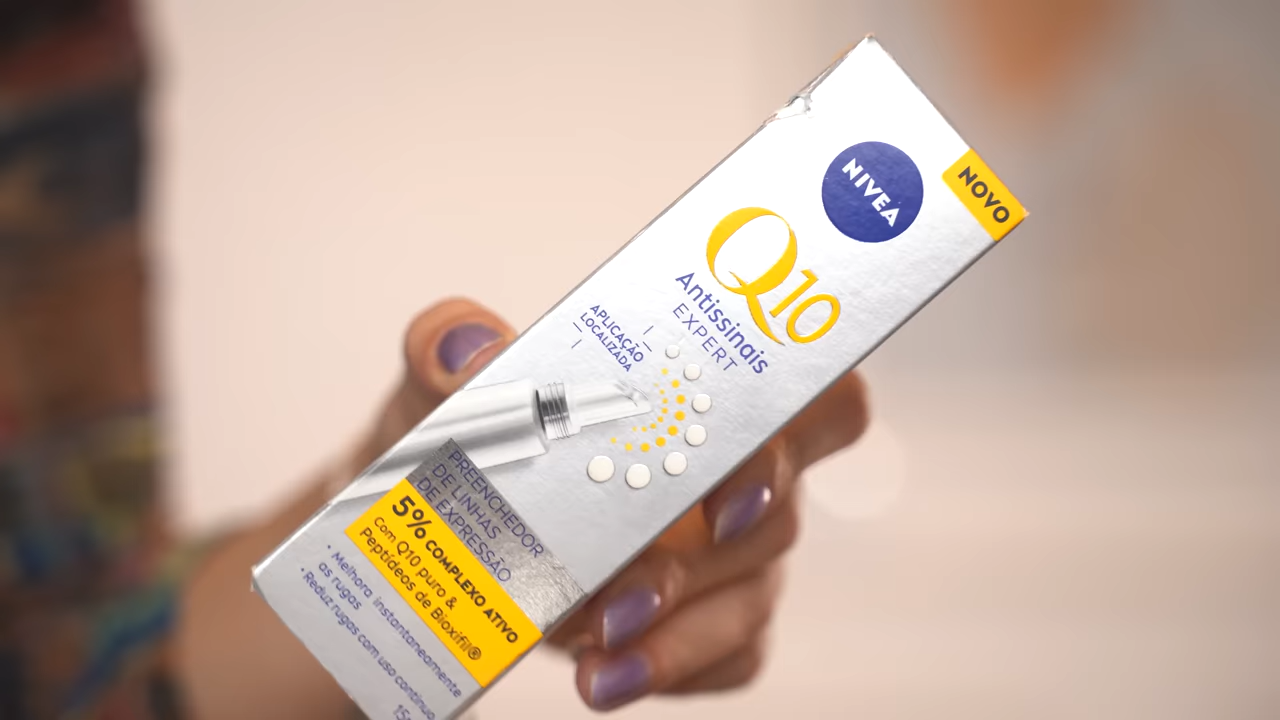 NOVO
NIVEA
Q10
Antissinais
EXPERT
APLICAÇÃO
LOCALIZADA
PREENCHEDOR
DE LINHAS
DE EXPRESSÃO
5% COMPLEXO ATIVO
Com Q10 puro &
Peptídeos de Bioxifill®
• Melhora instantaneamente
as rugas
• Reduz rugas com uso contínuo